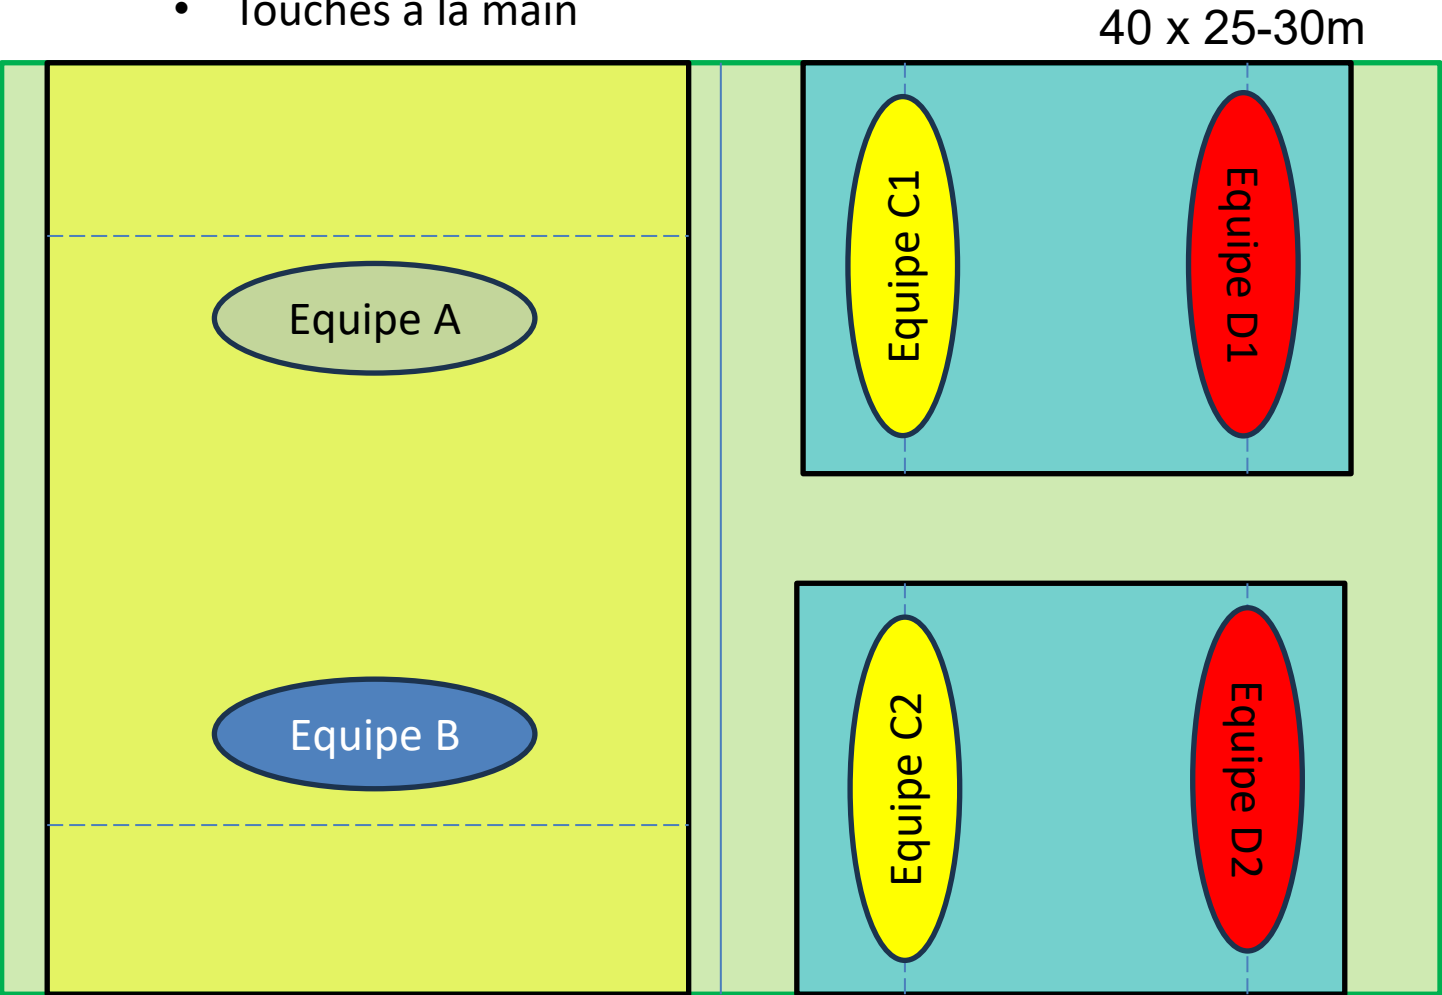 • Touches à la main
40 x 25-30m
Equipe A
Equipe B
Equipe C1
Equipe D1
Equipe C2
Equipe D2